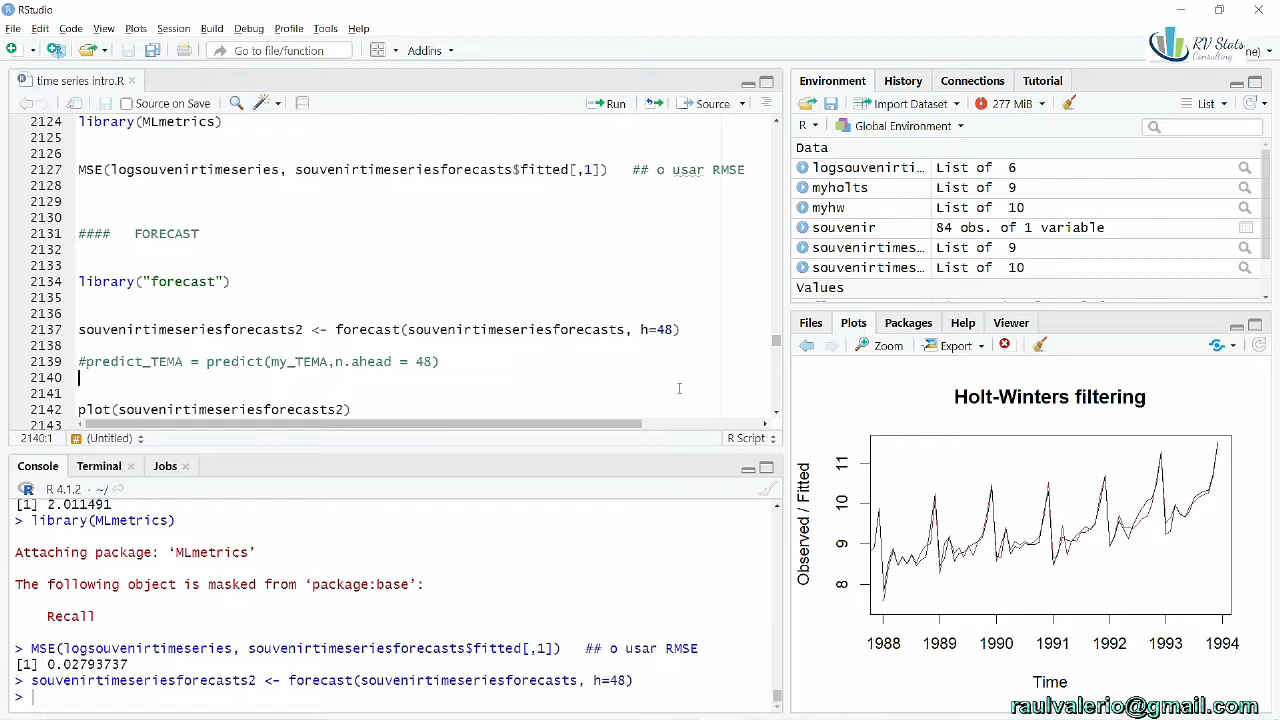 RStudio
File Edit Code View Plots Session Build Debug Profile Tools Help
Go to file/function
Addins
RV Stats
Consulting
ne)
time series intro.R
Source on Save
Run
Source
2124 library(MLmetrics)
2125
2126
2127 MSE(logsouvenirtimeseries, souvenirtimeseriesforecasts$fitted[,1])   ## o usar RMSE
2128
2129
2130
2131 ####   FORECAST
2132
2133
2134 library("forecast")
2135
2136
2137 souvenirtimeseriesforecasts2 <- forecast(souvenirtimeseriesforecasts, h=48)
2138
2139 #predict_TEMA = predict(my_TEMA,n.ahead = 48)
2140
2141
2142 plot(souvenirtimeseriesforecasts2)
2143
2140:1 # (Untitled) R Script
Console Terminal Jobs
R 4.1.2 · ~/
[1] 2.011491
> library(MLmetrics)
Attaching package: ‘MLmetrics’
The following object is masked from ‘package:base’:
Recall
> MSE(logsouvenirtimeseries, souvenirtimeseriesforecasts$fitted[,1])   ## o usar RMSE
[1] 0.02793737
> souvenirtimeseriesforecasts2 <- forecast(souvenirtimeseriesforecasts, h=48)
>
Environment History Connections Tutorial
Import Dataset 277 MiB List
R Global Environment
Data
logsouvenirti… List of 6
myholts List of 9
myhw List of 10
souvenir 84 obs. of 1 variable
souvenirtimes… List of 9
souvenirtimes… List of 10
Values
Files Plots Packages Help Viewer
Zoom Export
Holt-Winters filtering
Observed / Fitted
11
10
9
8
1988 1989 1990 1991 1992 1993 1994
Time
raulvalerio@gmail.com